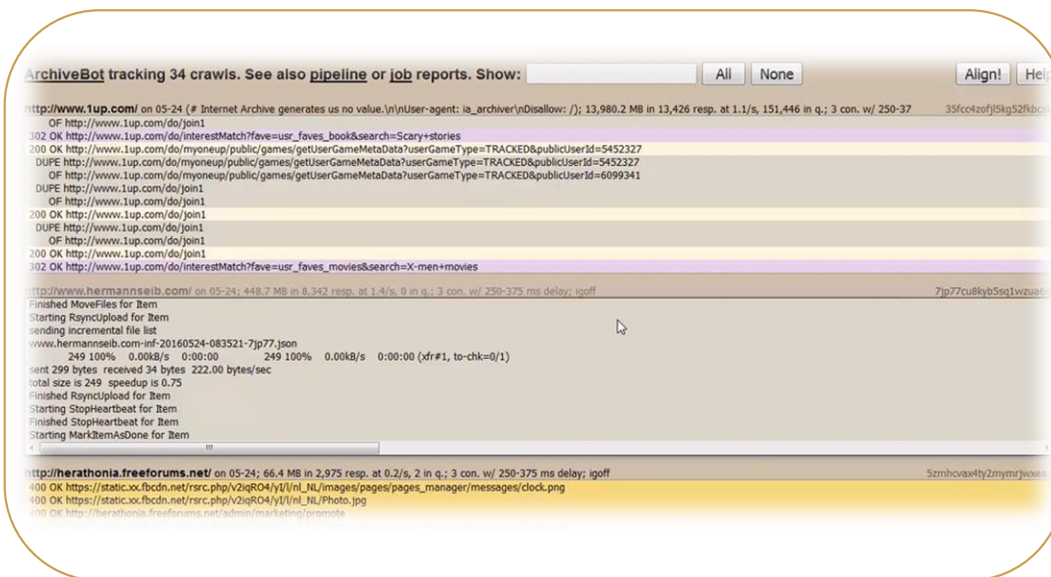 ArchiveBot tracking 34 crawls. See also pipeline or job reports. Show: All None Align! Help
http://www.1up.com/ on 05-24 (# Internet Archive generates us no value.\n\nUser-agent: ia_archiver\nDisallow: /); 13,980.2 MB in 13,426 resp. at 1.1/s, 151,446 in q.; 3 con. w/ 250-37
OF http://www.1up.com/do/join1
302 OK http://www.1up.com/do/interestMatch?fave=usr_faves_book&search=Scary+stories
200 OK http://www.1up.com/do/myoneup/public/games/getUserGameMetaData?userGameType=TRACKED&publicUserId=5452327
DUPE http://www.1up.com/do/myoneup/public/games/getUserGameMetaData?userGameType=TRACKED&publicUserId=5452327
OF http://www.1up.com/do/myoneup/public/games/getUserGameMetaData?userGameType=TRACKED&publicUserId=6099341
DUPE http://www.1up.com/do/join1
OF http://www.1up.com/do/join1
200 OK http://www.1up.com/do/join1
DUPE http://www.1up.com/do/join1
OF http://www.1up.com/do/join1
200 OK http://www.1up.com/do/join1
302 OK http://www.1up.com/do/interestMatch?fave=usr_faves_movies&search=X-men+movies
http://www.hermannseib.com/ on 05-24; 448.7 MB in 8,342 resp. at 1.4/s, 0 in q.; 3 con. w/ 250-375 ms delay; igoff
Finished MoveFiles for Item
Starting RsyncUpload for Item
sending incremental file list
www.hermannseib.com-inf-20160524-083521-7jp77.json
249 100% 0.00kB/s 0:00:00 249 100% 0.00kB/s 0:00:00 (xfr#1, to-chk=0/1)
sent 299 bytes received 34 bytes 222.00 bytes/sec
total size is 249 speedup is 0.75
Finished RsyncUpload for Item
Starting StopHeartbeat for Item
Finished StopHeartbeat for Item
Starting MarkItemAsDone for Item
http://herathonia.freeforums.net/ on 05-24; 66.4 MB in 2,975 resp. at 0.2/s, 2 in q.; 3 con. w/ 250-375 ms delay; igoff
400 OK https://static.xx.fbcdn.net/rsrc.php/v2iqRO4/yI/l/nl_NL/images/pages/pages_manager/messages/clock.png
400 OK https://static.xx.fbcdn.net/rsrc.php/v2iqRO4/yI/l/nl_NL/Photo.jpg
400 OK http://herathonia.freeforums.net/admin/marketing/promote